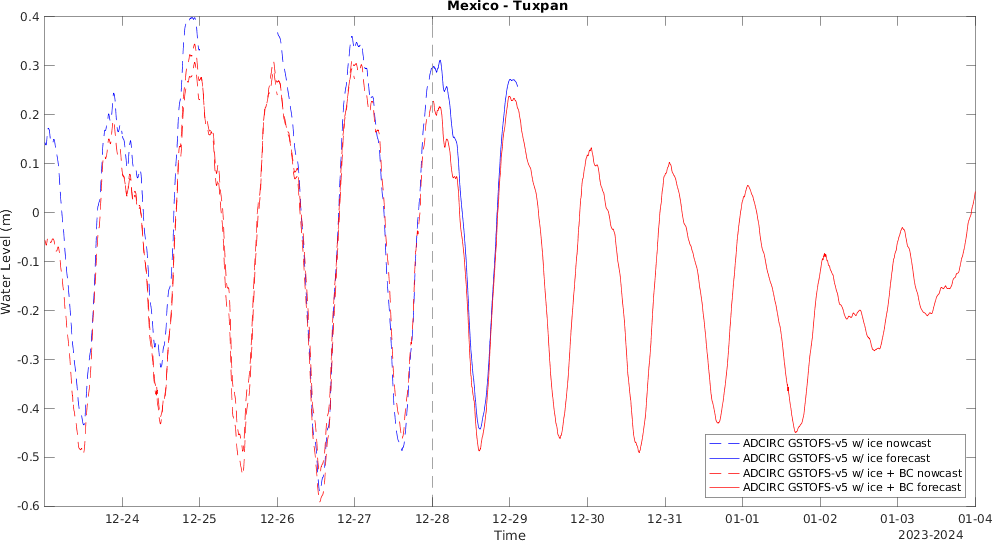 Mexico - Tuxpan
Water Level (m)
0.4
0.3
0.2
0.1
0
-0.1
-0.2
-0.3
-0.4
-0.5
-0.6
ADCIRC GSTOFS-v5 w/ ice nowcast
ADCIRC GSTOFS-v5 w/ ice forecast
ADCIRC GSTOFS-v5 w/ ice + BC nowcast
ADCIRC GSTOFS-v5 w/ ice + BC forecast
12-24 12-25 12-26 12-27 12-28 12-29 12-30 12-31 01-01 01-02 01-03 01-04
Time
2023-2024